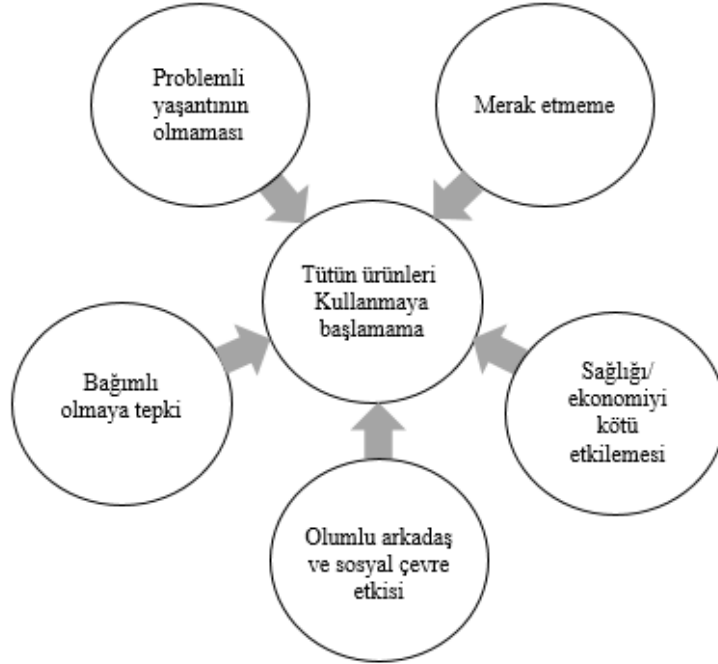 Problemli
yaşantının
olmaması
Merak etmeme
Tütün ürünleri
Kullanmaya
başlamama
Bağımlı
olmaya tepki
Sağlığı/
ekonomiyi
kötü
etkilemesi
Olumlu arkadaş
ve sosyal çevre
etkisi